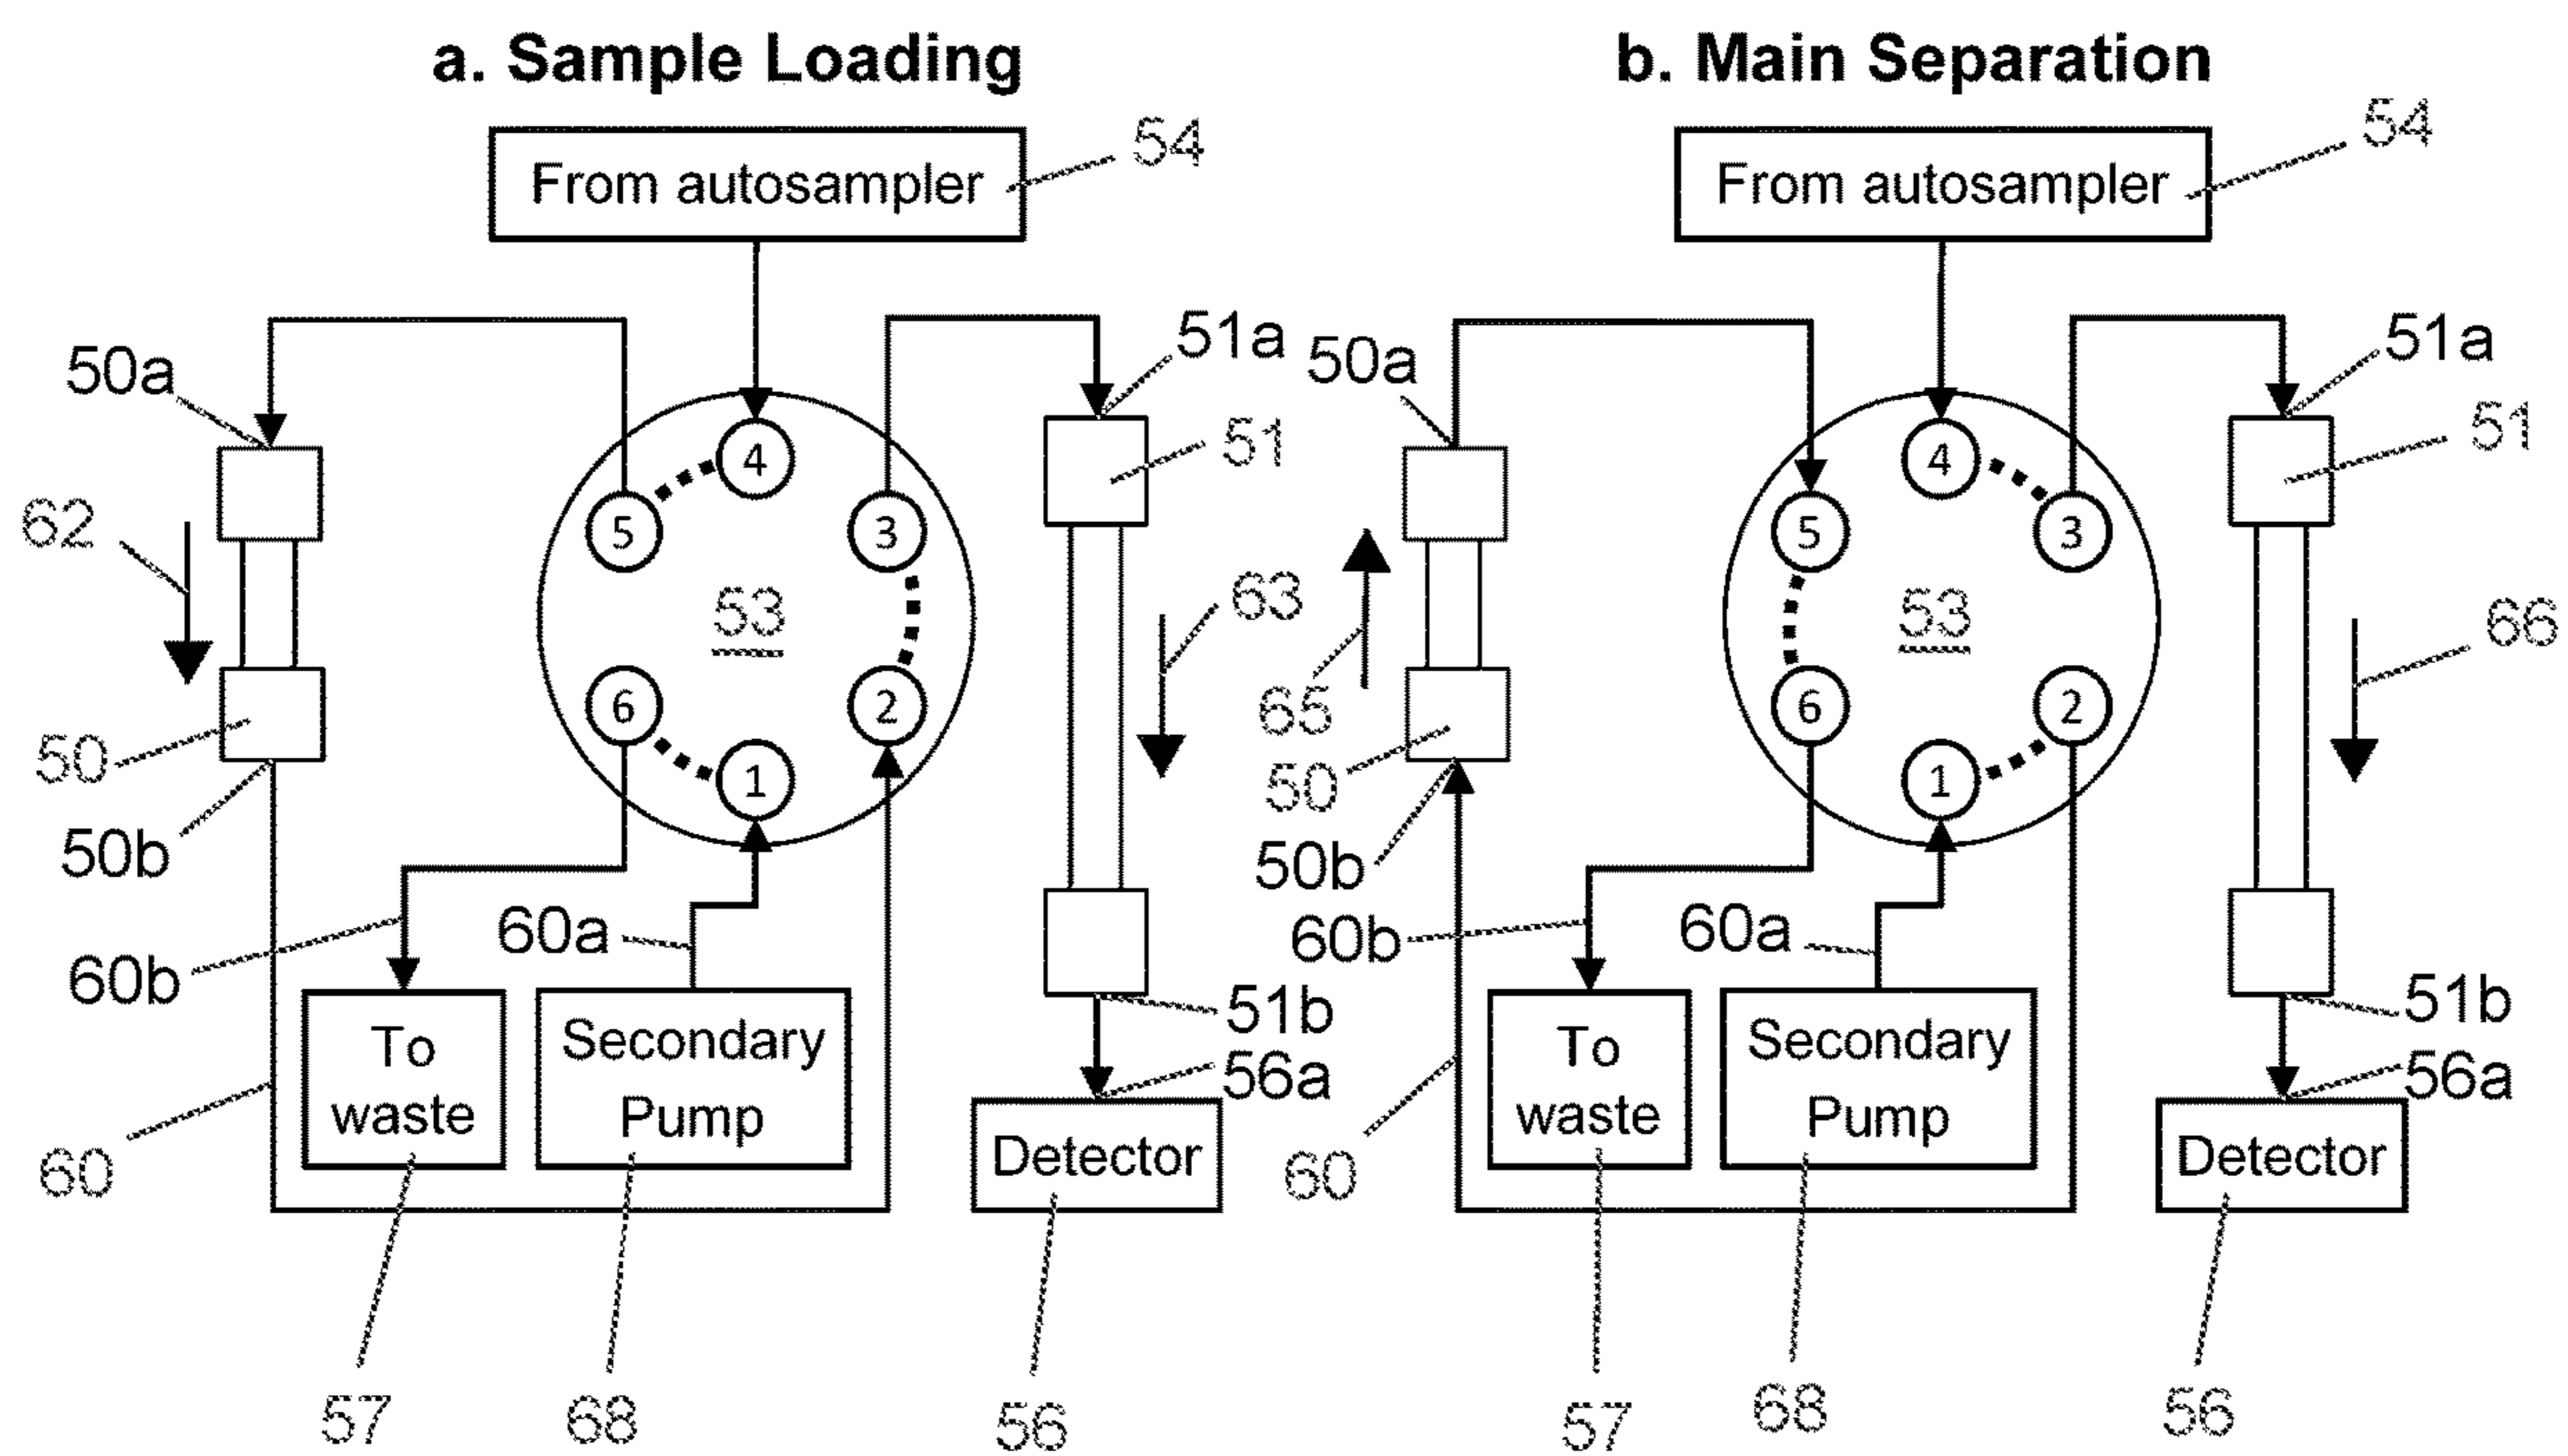 a. Sample Loading
From autosampler
54
50a
51a
51
4
5
3
62
53
63
6
2
50
1
50b
60b
60a
51b
To
waste
Secondary
Pump
56a
Detector
60
57
68
56
b. Main Separation
From autosampler
54
50a
51a
51
4
5
3
53
66
65
6
2
50
1
50b
60b
60a
51b
To
waste
Secondary
Pump
56a
Detector
60
57
68
56